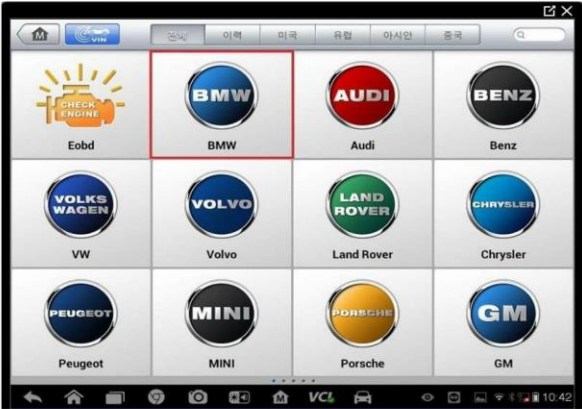 VIN 전체 이력 미국 유럽 아시안 중국
CHECK ENGINE BMW AUDI BENZ
Eobd BMW Audi Benz
VOLKS WAGEN VOLVO LAND ROVER CHRYSLER
VW Volvo Land Rover Chrysler
PEUGEOT MINI PORSCHE GM
Peugeot MINI Porsche GM
VCI 10:42